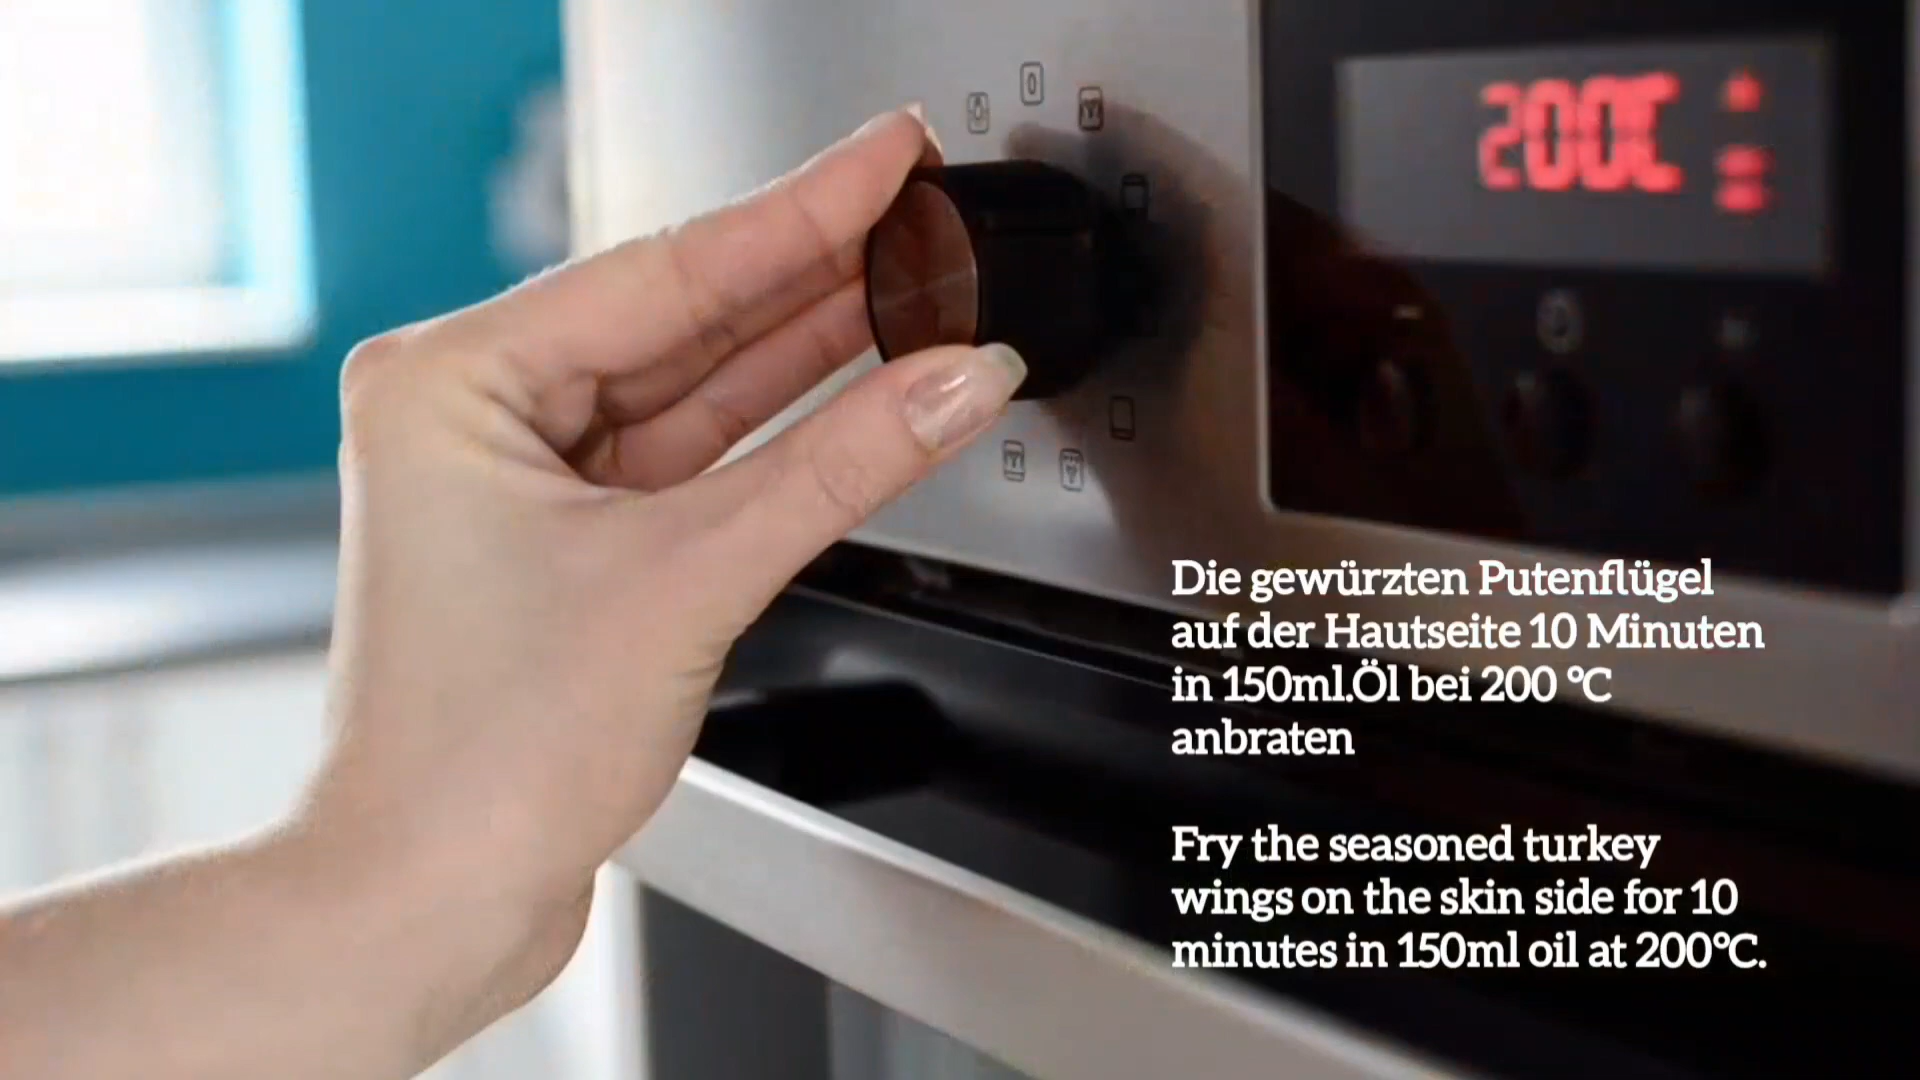 200℃
Die gewürzten Putenflügel
auf der Hautseite 10 Minuten
in 150ml.Öl bei 200 °C
anbraten
Fry the seasoned turkey
wings on the skin side for 10
minutes in 150ml oil at 200°C.